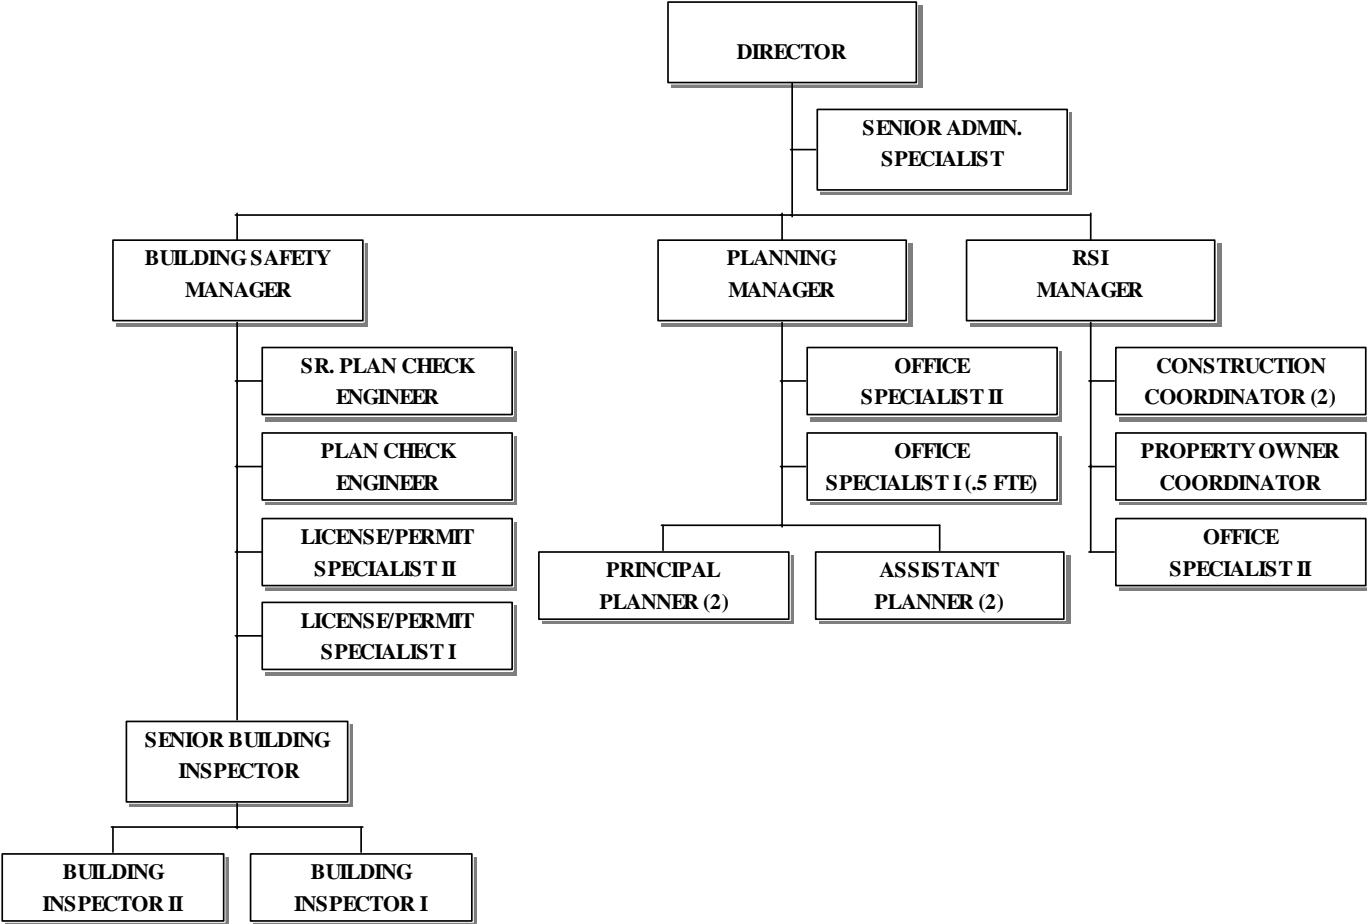 DIRECTOR
SENIOR ADMIN.
SPECIALIST
BUILDING SAFETY
MANAGER
PLANNING
MANAGER
RSI
MANAGER
SR. PLAN CHECK
ENGINEER
PLAN CHECK
ENGINEER
LICENSE/PERMIT
SPECIALIST II
LICENSE/PERMIT
SPECIALIST I
OFFICE
SPECIALIST II
OFFICE
SPECIALIST I (.5 FTE)
PRINCIPAL
PLANNER (2)
ASSISTANT
PLANNER (2)
CONSTRUCTION
COORDINATOR (2)
PROPERTY OWNER
COORDINATOR
OFFICE
SPECIALIST II
SENIOR BUILDING
INSPECTOR
BUILDING
INSPECTOR II
BUILDING
INSPECTOR I